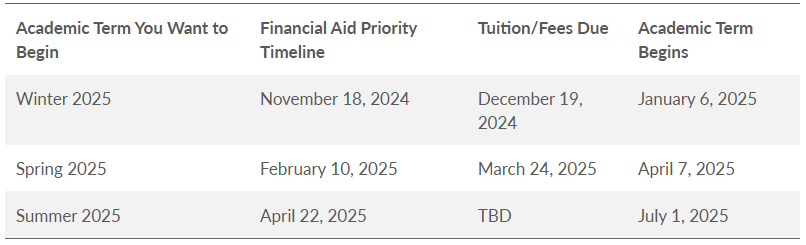 Academic Term You Want to Begin Financial Aid Priority Timeline Tuition/Fees Due Academic Term Begins
Winter 2025 November 18, 2024 December 19, 2024 January 6, 2025
Spring 2025 February 10, 2025 March 24, 2025 April 7, 2025
Summer 2025 April 22, 2025 TBD July 1, 2025